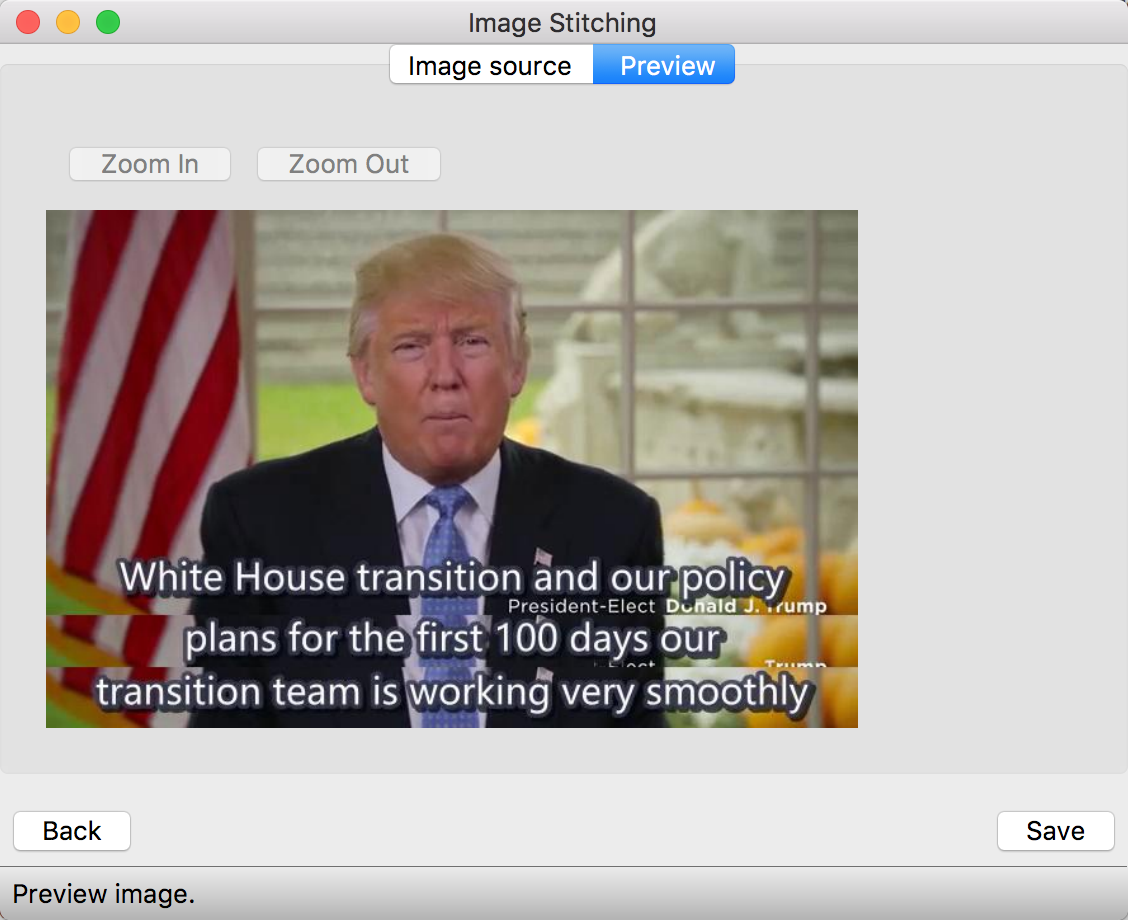 Image Stitching
Image source
Preview
Zoom In
Zoom Out
White House transition and our policy
President-Elect Donald J. Trump
plans for the first 100 days our
Trump
transition team is working very smoothly
Back
Save
Preview image.